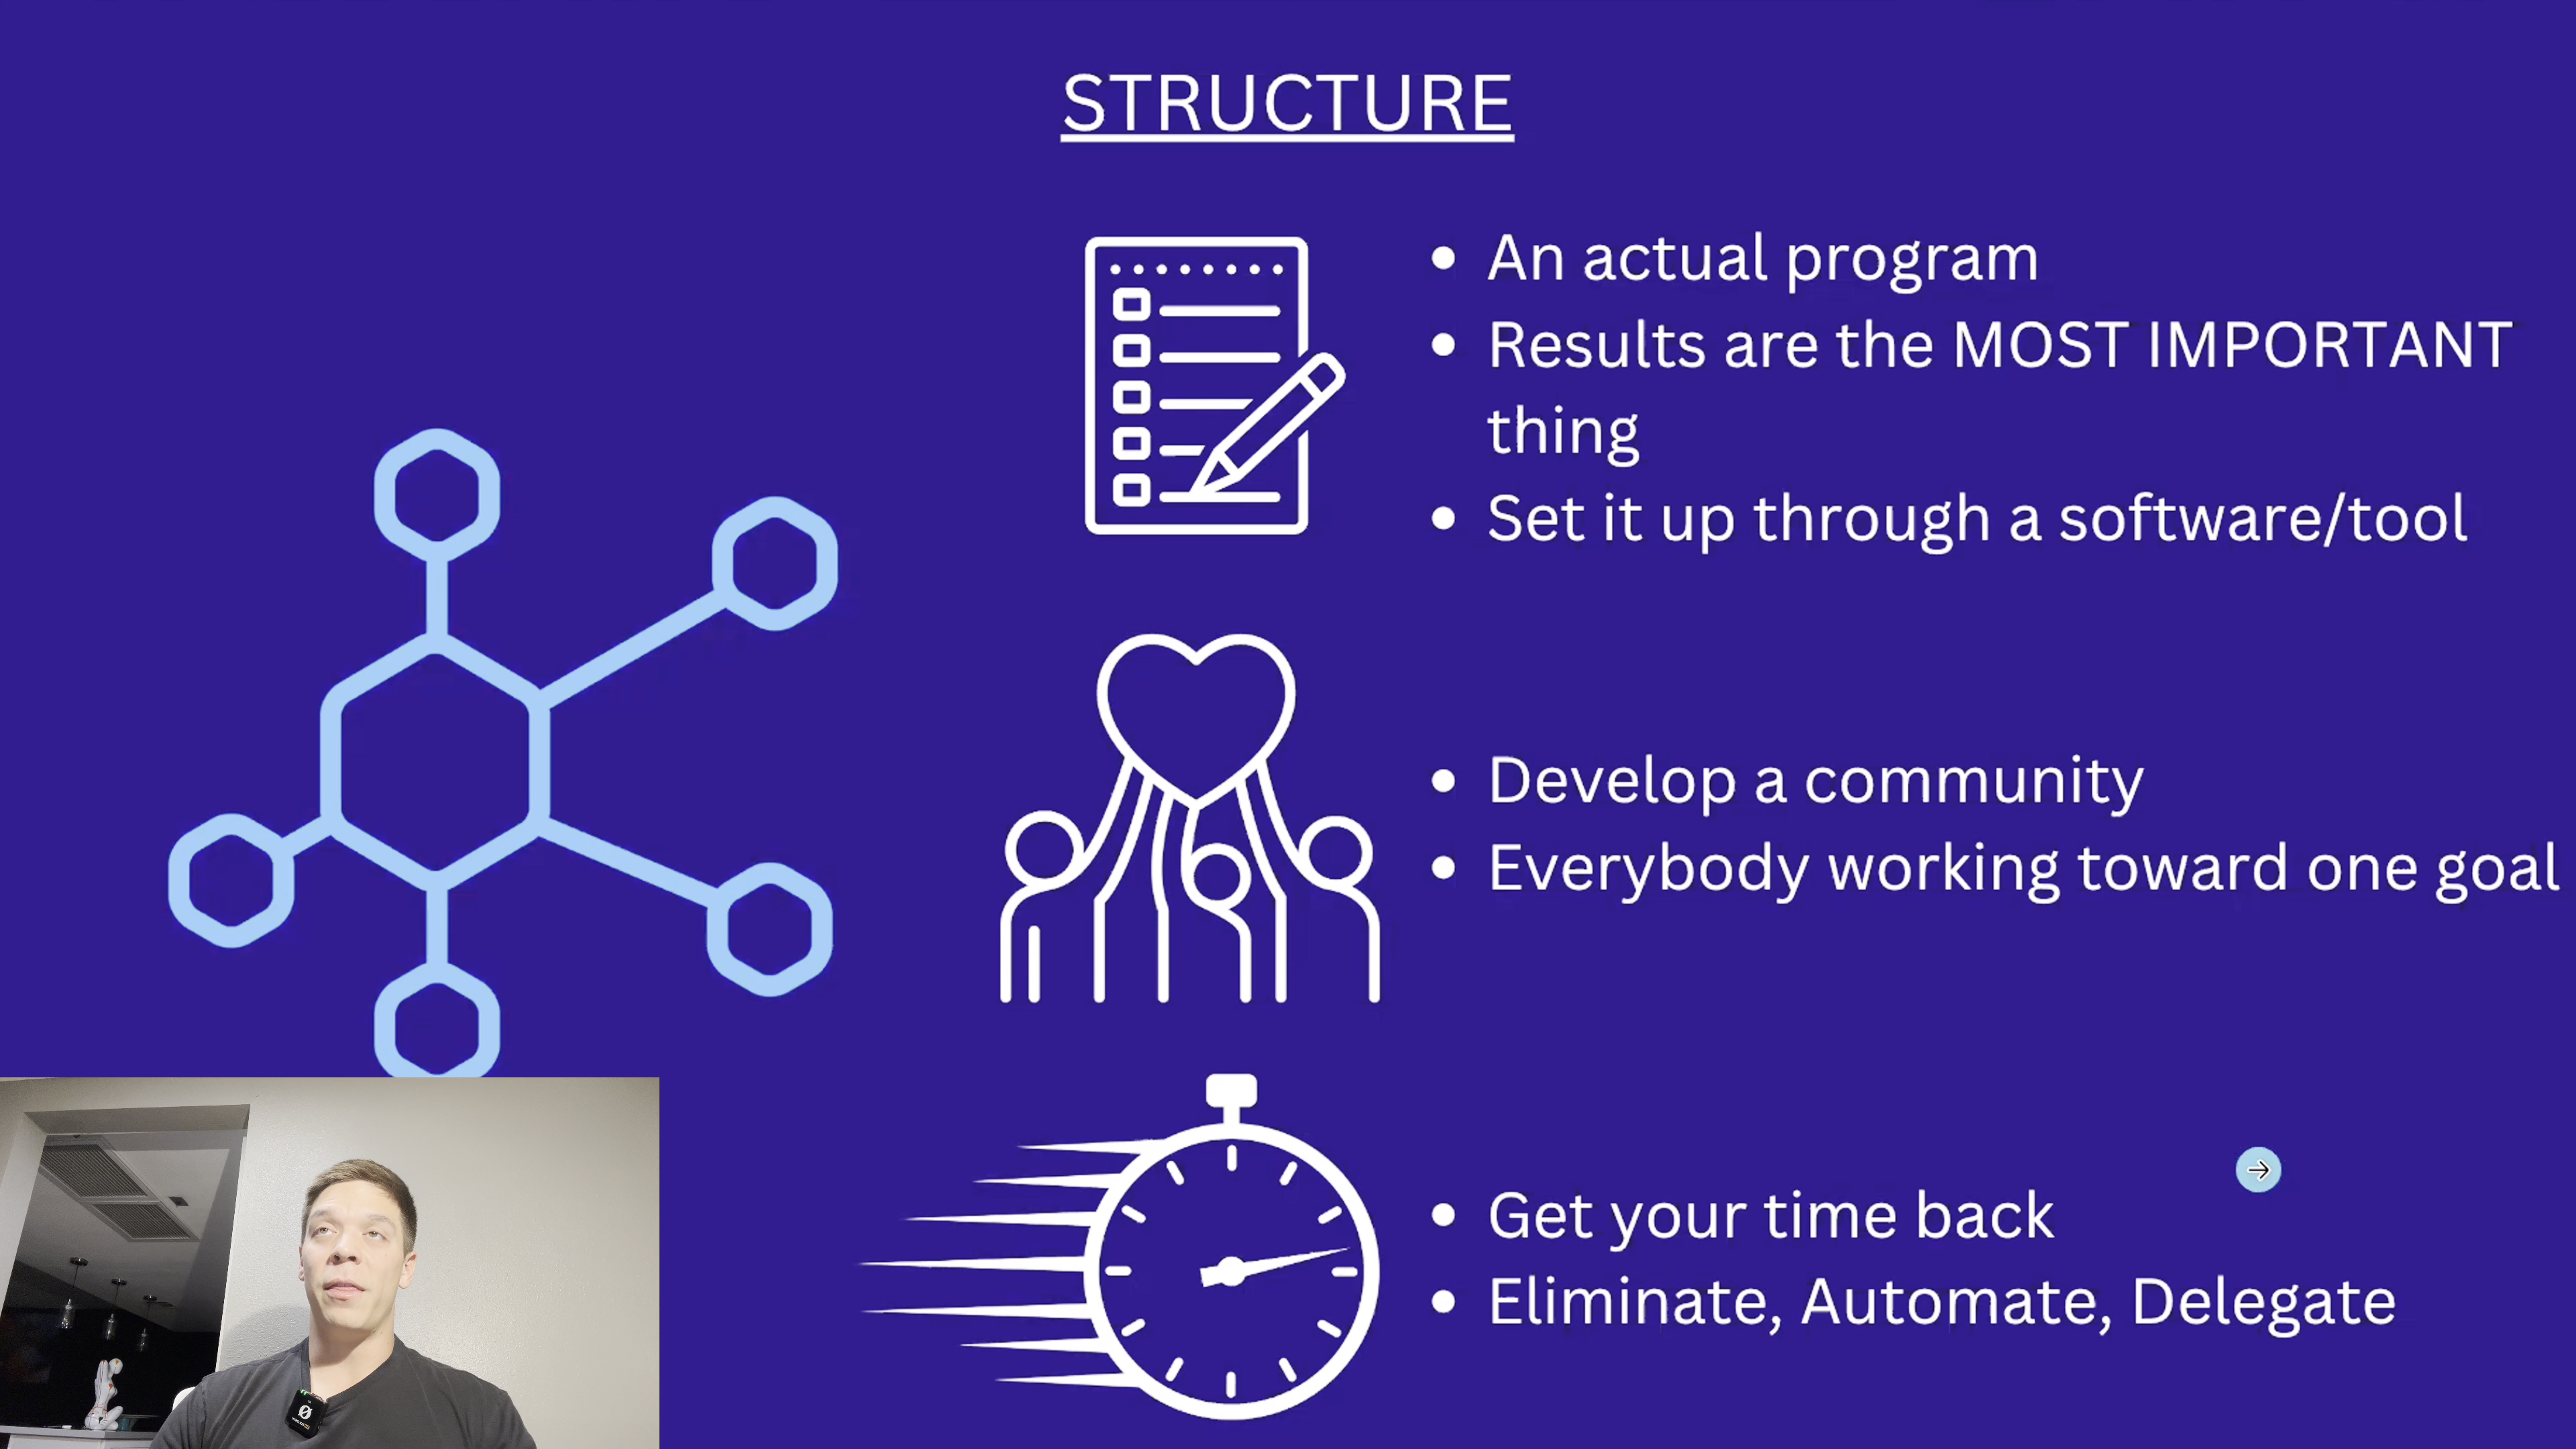 STRUCTURE
An actual program
Results are the MOST IMPORTANT
thing
Set it up through a software/tool
Develop a community
Everybody working toward one goal
Get your time back
Eliminate, Automate, Delegate